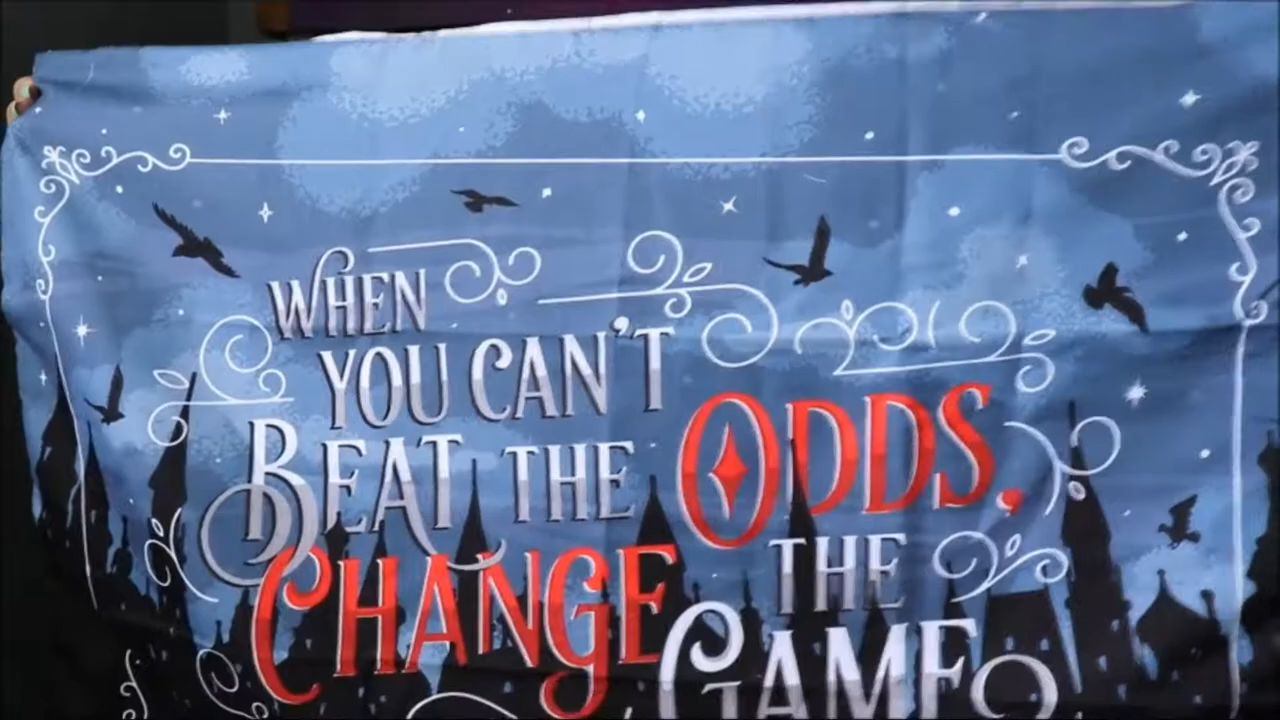 WHEN
YOU CAN'T
BEAT THE ODDS,
CHANGE THE
GAME